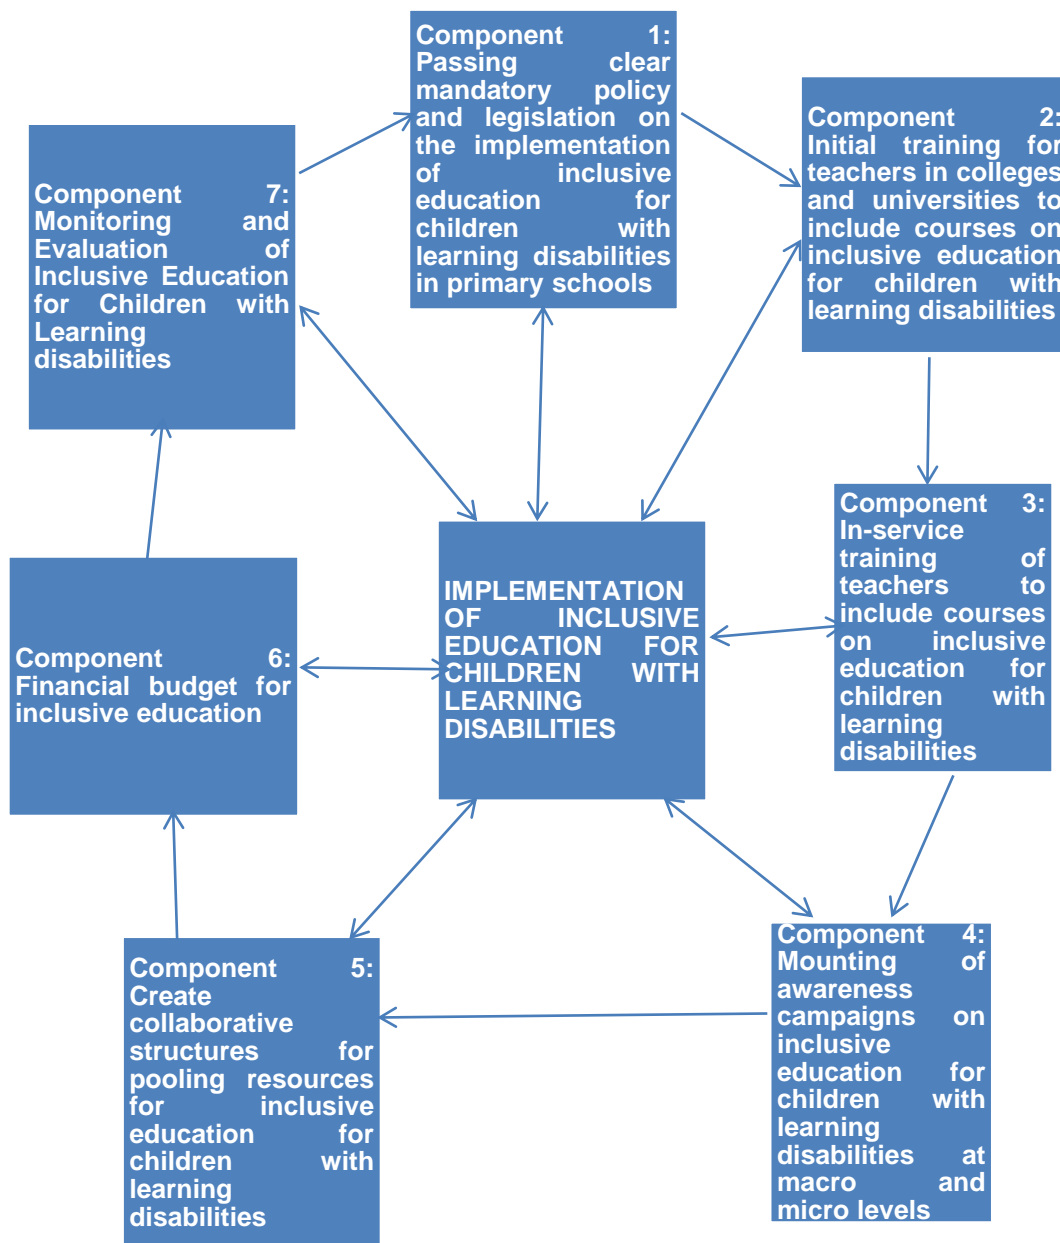 Component 1:
Passing clear
mandatory policy
and legislation on
the implementation
of inclusive
education for
children with
learning disabilities
in primary schools
Component 2:
Initial training for
teachers in colleges
and universities to
include courses on
inclusive education
for children with
learning disabilities
Component 3:
In-service
training of
teachers to
include courses
on inclusive
education for
children with
learning
disabilities
Component 4:
Mounting of
awareness
campaigns on
inclusive
education for
children with
learning
disabilities at
macro and
micro levels
Component 5:
Create
collaborative
structures for
pooling resources
for inclusive
education for
children with
learning
disabilities
Component 6:
Financial budget for
inclusive education
Component 7:
Monitoring and
Evaluation of
Inclusive Education
for Children with
Learning
disabilities
IMPLEMENTATION
OF INCLUSIVE
EDUCATION FOR
CHILDREN WITH
LEARNING
DISABILITIES